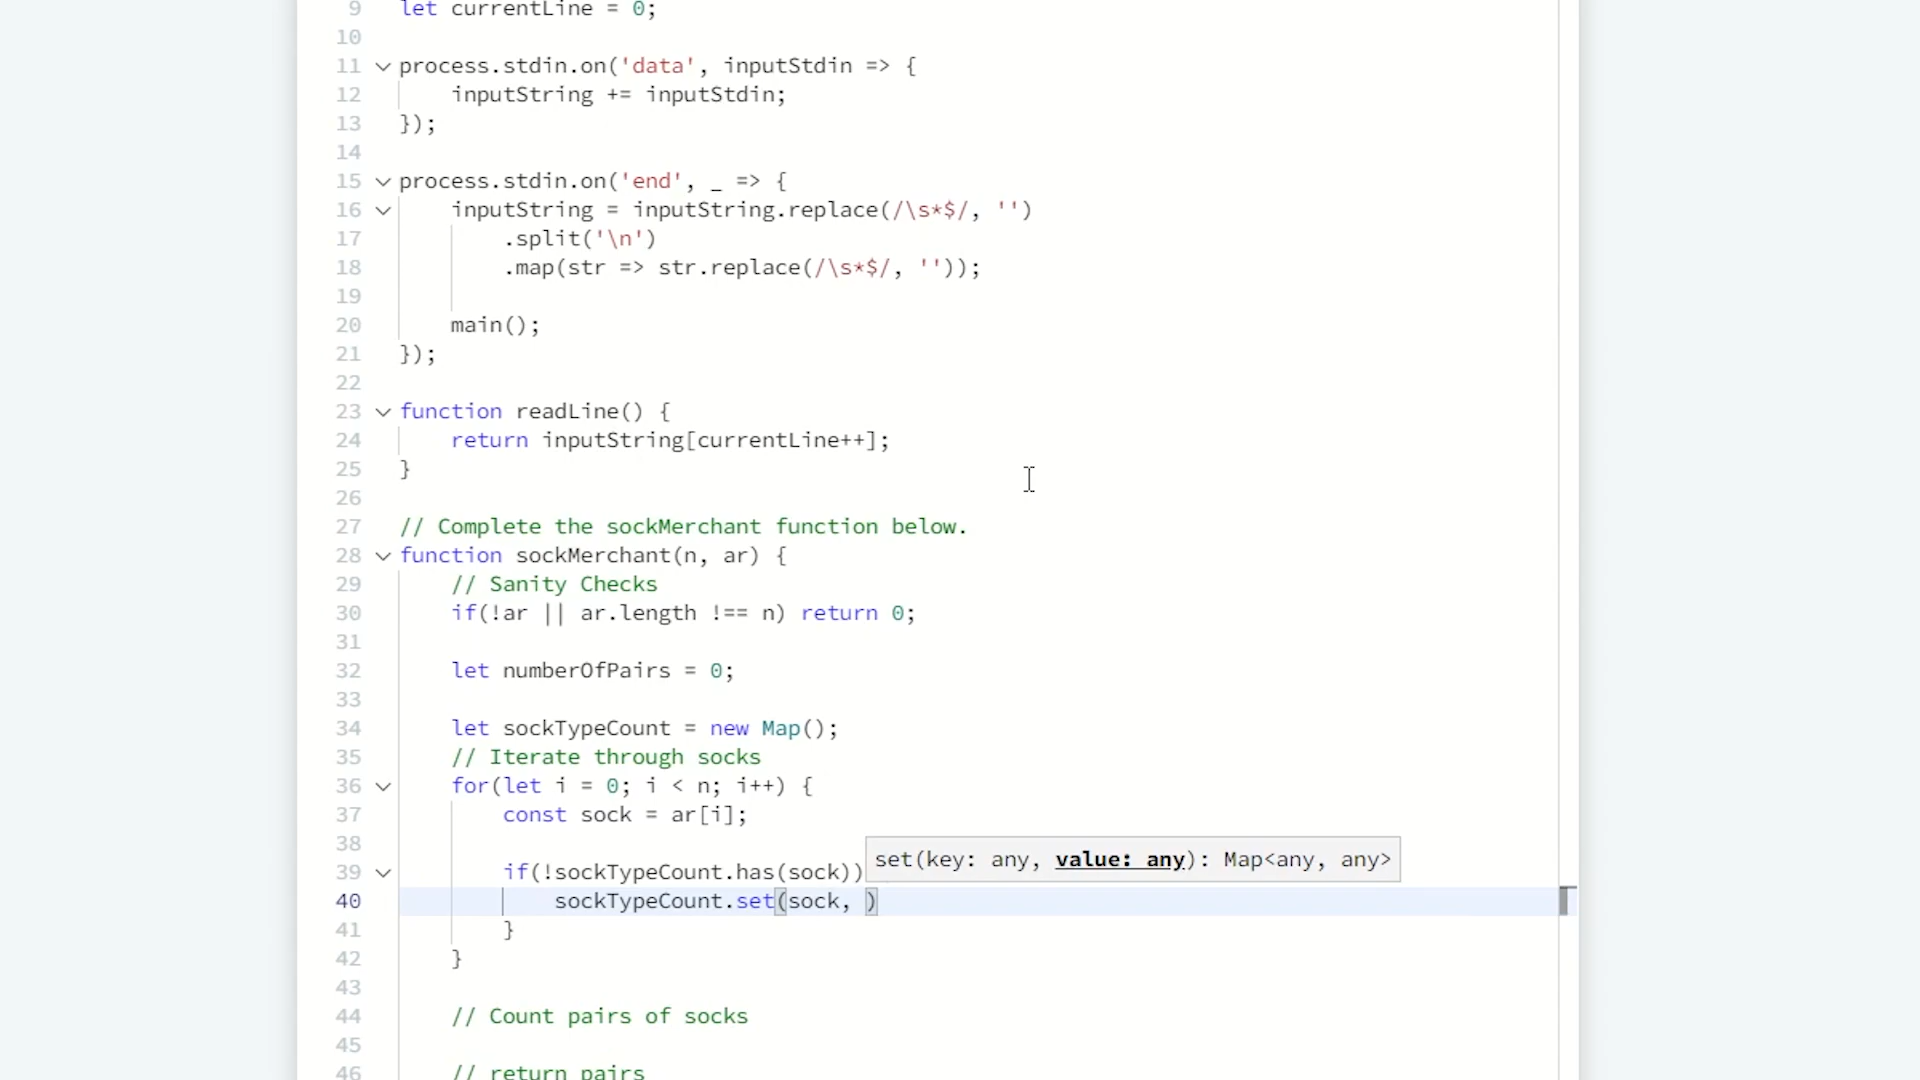 9 let currentLine = 0;
10
11 process.stdin.on('data', inputStdin => {
12 inputString += inputStdin;
13 });
14
15 process.stdin.on('end', _ => {
16 inputString = inputString.replace(/\s*$/, '')
17 .split('\n')
18 .map(str => str.replace(/\s*$/, ''));
19
20 main();
21 });
22
23 function readLine() {
24 return inputString[currentLine++];
25 }
26
27 // Complete the sockMerchant function below.
28 function sockMerchant(n, ar) {
29 // Sanity Checks
30 if(!ar || ar.length !== n) return 0;
31
32 let numberOfPairs = 0;
33
34 let sockTypeCount = new Map();
35 // Iterate through socks
36 for(let i = 0; i < n; i++) {
37 const sock = ar[i];
38
set(key: any, value: any): Map<any, any>
39 if(!sockTypeCount.has(sock))
40 sockTypeCount.set(sock, )
41 }
42 }
43
44 // Count pairs of socks
45
46 // return pairs